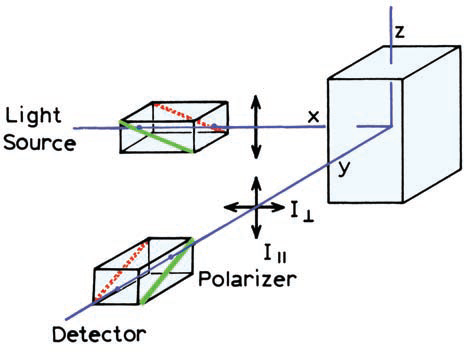 z
Light
Source
x
y
I⊥
I||
Polarizer
Detector